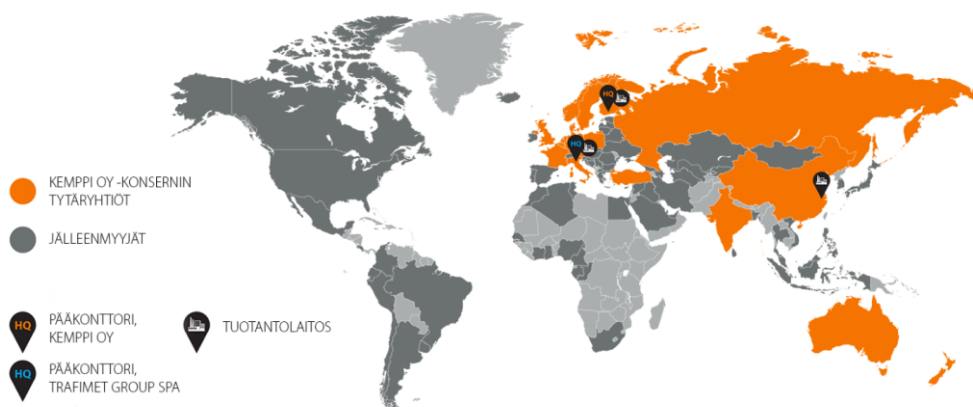 HQ
HQ
KEMPPI OY -KONSERNIN
TYTÄRYHTIÖT
JÄLLEENMYYJÄT
HQ
PÄÄKONTTORI,
KEMPPI OY
TUOTANTOLAITOS
HQ
PÄÄKONTTORI,
TRAFIMET GROUP SPA